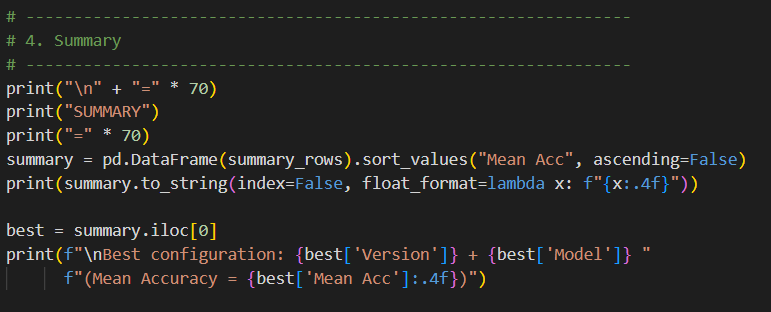 # -------------------------------------------------------------
# 4. Summary
# -------------------------------------------------------------
print("\n" + "=" * 70)
print("SUMMARY")
print("=" * 70)
summary = pd.DataFrame(summary_rows).sort_values("Mean Acc", ascending=False)
print(summary.to_string(index=False, float_format=lambda x: f"{x:.4f}"))

best = summary.iloc[0]
print(f"\nBest configuration: {best['Version']} + {best['Model']} "
      f"(Mean Accuracy = {best['Mean Acc']:.4f})")